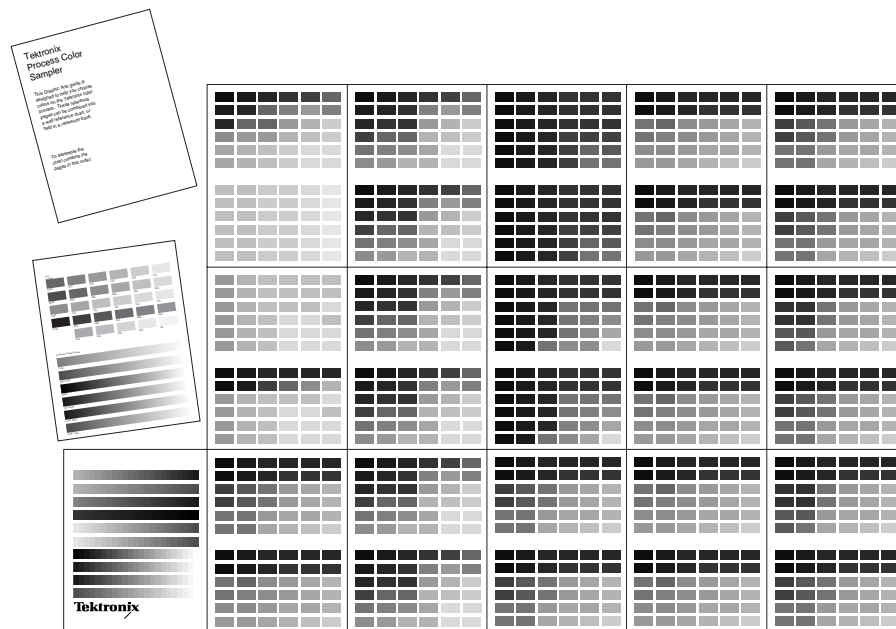 Tektronix
Process Color
Sampler
This Graphic Arts guide is
designed to help you choose
colors on the Tektronix color
printers. These reference
pages can be combined into
a wall reference chart, or
held in a reference book.
To assemble the
chart combine the
pages in this order:
Tektronix